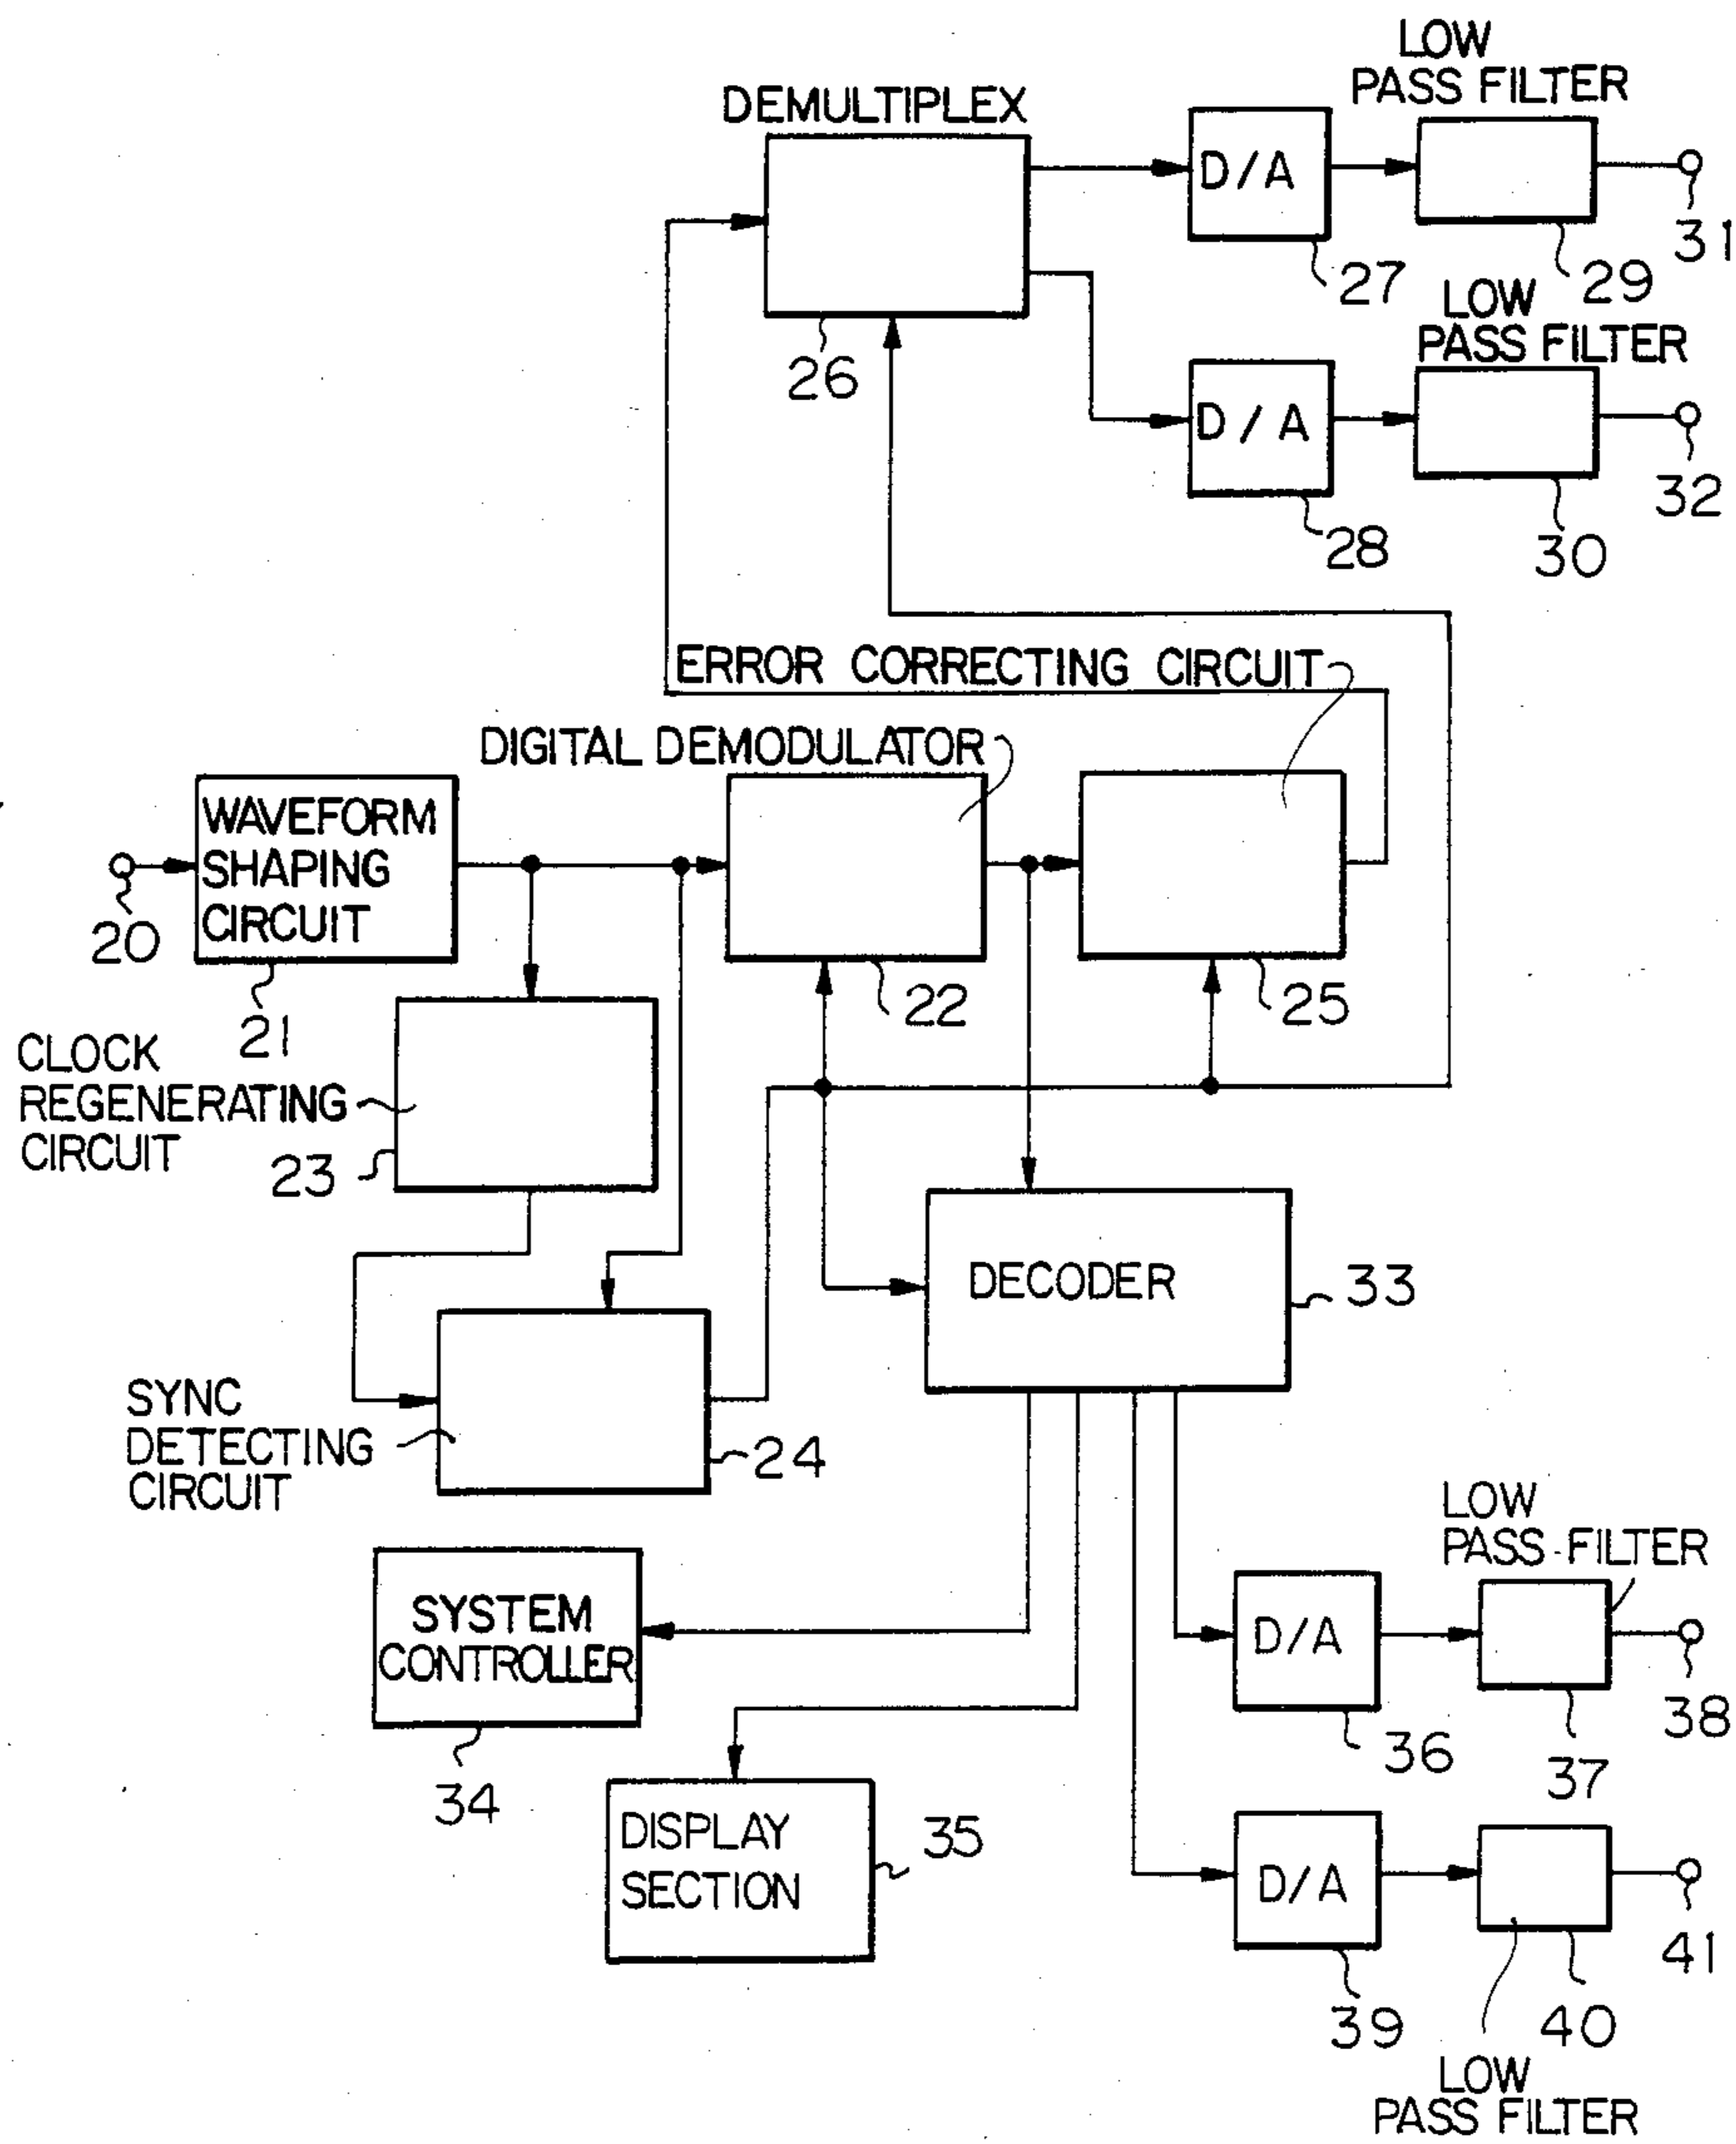 LOW
PASS FILTER
DEMULTIPLEX
D/A
31
27
29
LOW
PASS FILTER
26
D/A
32
28
30
ERROR CORRECTING CIRCUIT
DIGITAL DEMODULATOR
WAVEFORM
SHAPING
CIRCUIT
20
21
22
25
CLOCK
REGENERATING
CIRCUIT
23
DECODER
33
SYNC
DETECTING
CIRCUIT
24
LOW
PASS FILTER
SYSTEM
CONTROLLER
D/A
38
36
37
34
DISPLAY
SECTION
35
D/A
41
39
40
LOW
PASS FILTER